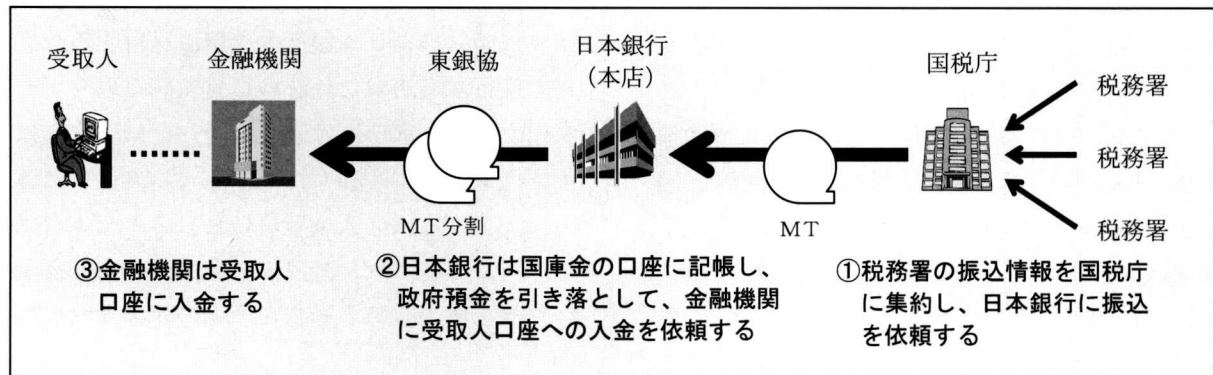 受取人
金融機関
東銀協
日本銀行
（本店）
国税庁
税務署
税務署
税務署
ＭＴ分割
ＭＴ
③金融機関は受取人
口座に入金する
②日本銀行は国庫金の口座に記帳し、
政府預金を引き落として、金融機関
に受取人口座への入金を依頼する
①税務署の振込情報を国税庁
に集約し、日本銀行に振込
を依頼する